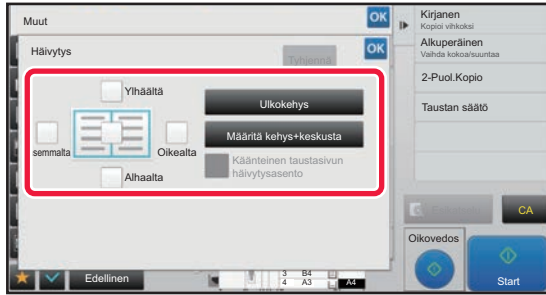 Muut
OK
Häivytys
OK
Tyhjennä
Ylhäältä
semmalta
Oikealta
Alhaalta
Ulkokehys
Määritä kehys+keskusta
Käänteinen taustasivun
häivytysasento
Edellinen
3 B4
4 A3
A4
Kirjanen
Kopioi vihkoksi
Alkuperäinen
Vaihda kokoa/suuntaa
2-Puol.Kopio
Taustan säätö
CA
Oikovedos
Start